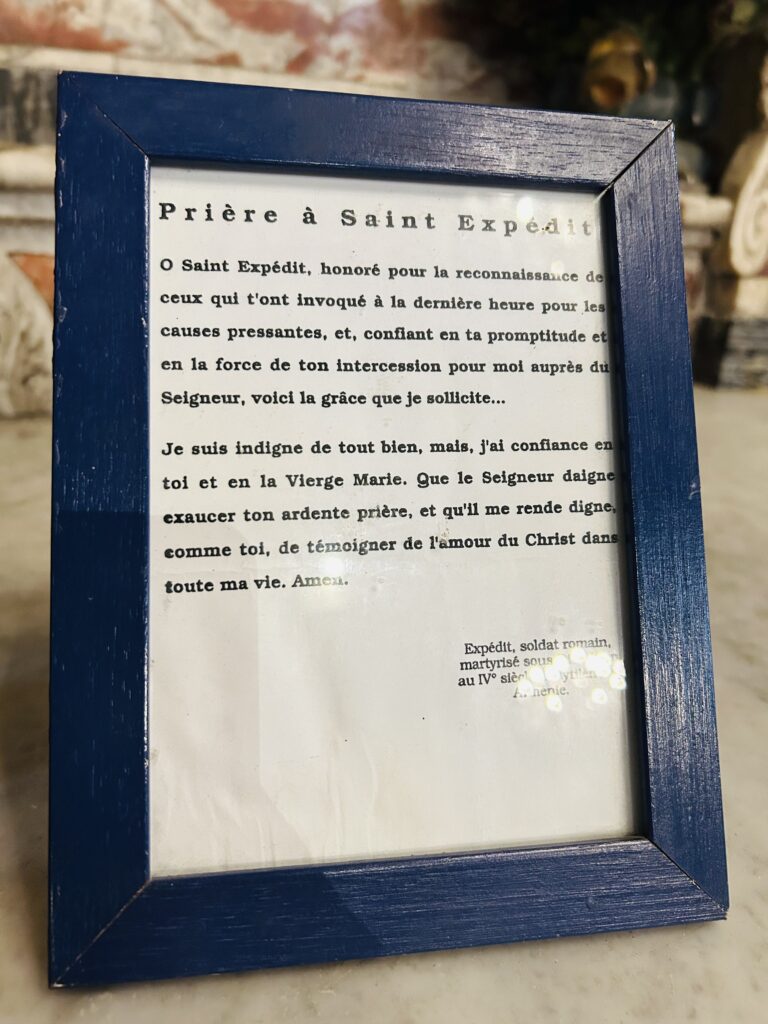 Prière à Saint Expédit
O Saint Expédit, honoré pour la reconnaissance de
ceux qui t'ont invoqué à la dernière heure pour les
causes pressantes, et, confiant en ta promptitude et
en la force de ton intercession pour moi auprès du
Seigneur, voici la grâce que je sollicite...
Je suis indigne de tout bien, mais, j'ai confiance en
toi et en la Vierge Marie. Que le Seigneur daigne
exaucer ton ardente prière, et qu'il me rende digne,
comme toi, de témoigner de l'amour du Christ dans
toute ma vie. Amen.
Expédit, soldat romain,
martyrisé sous
au IV°
Arménie.